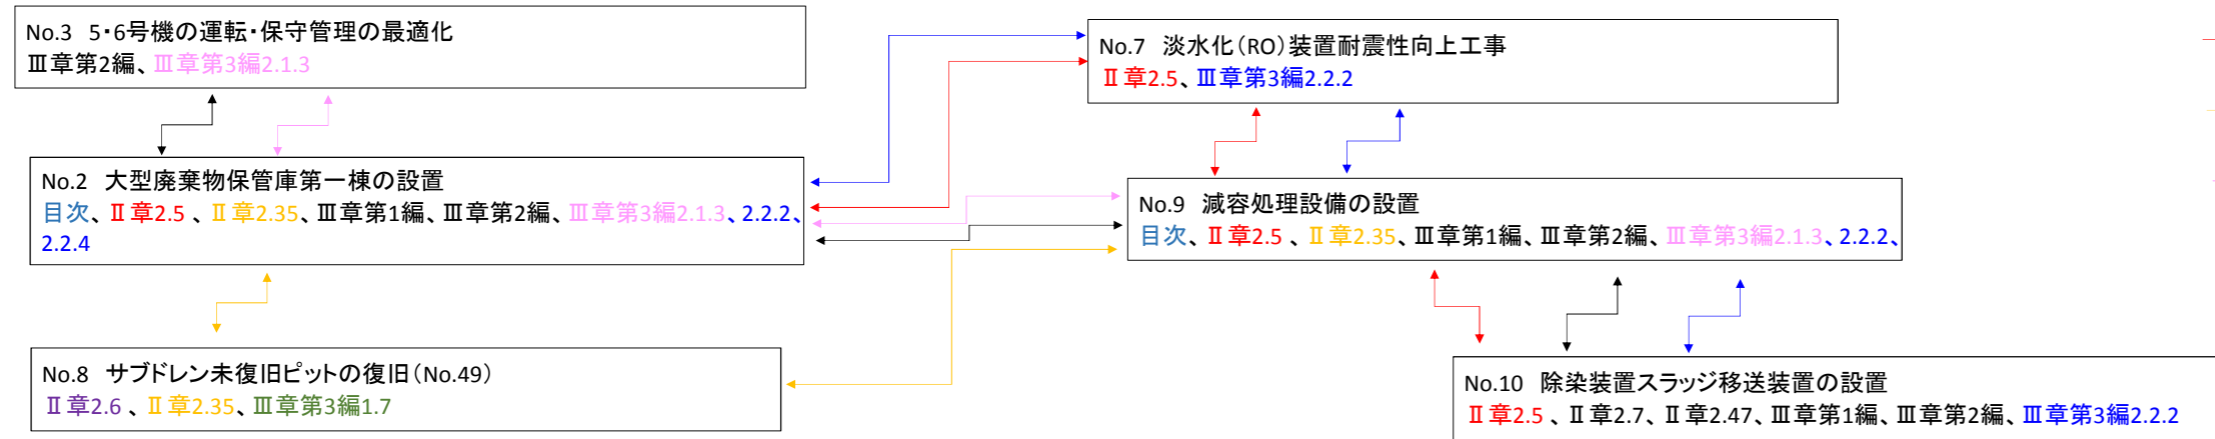 No.3 5・6号機の運転・保守管理の最適化
Ⅲ章第2編、Ⅲ章第3編2.1.3
No.2 大型廃棄物保管庫第一棟の設置
目次、Ⅱ章2.5 、Ⅱ章2.35、Ⅲ章第1編、Ⅲ章第2編、Ⅲ章第3編2.1.3、2.2.2、
2.2.4
No.8 サブドレン未復旧ピットの復旧(No.49)
Ⅱ章2.6 、Ⅱ章2.35、Ⅲ章第3編1.7
No.7 淡水化(RO)装置耐震性向上工事
Ⅱ章2.5、Ⅲ章第3編2.2.2
No.9 減容処理設備の設置
目次、Ⅱ章2.5 、Ⅱ章2.35、Ⅲ章第1編、Ⅲ章第2編、Ⅲ章第3編2.1.3、2.2.2、
No.10 除染装置スラッジ移送装置の設置
Ⅱ章2.5 、Ⅱ章2.7、Ⅱ章2.47、Ⅲ章第1編、Ⅲ章第2編、Ⅲ章第3編2.2.2